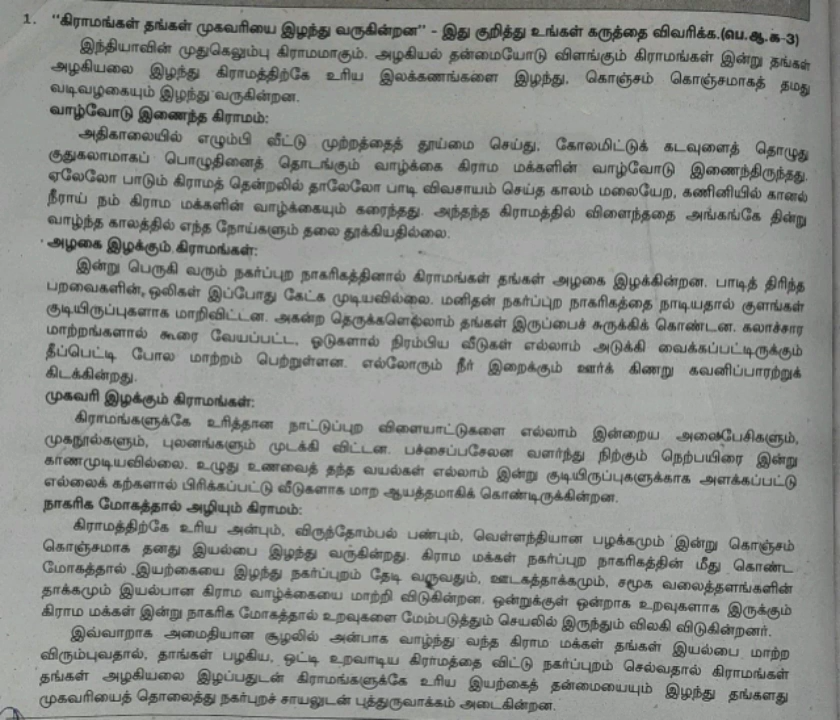 1. "கிராமங்கள் தங்கள் முகவரியை இழந்து வருகின்றன" - இது குறித்து உங்கள் கருத்தை விவரிக்க.(பெ.ஆ.க-3)
இந்தியாவின் முதுகெலும்பு கிராமமாகும். அழகியல் தன்மையோடு விளங்கும் கிராமங்கள் இன்று தங்கள்
அழகியலை இழந்து கிராமத்திற்கே உரிய இலக்கணங்களை இழந்து, கொஞ்சம் கொஞ்சமாகத் தமது
வடிவழகையும் இழந்து வருகின்றன.
வாழ்வோடு இணைந்த கிராமம்:
அதிகாலையில் எழும்பி வீட்டு முற்றத்தைத் தூய்மை செய்து, கோலமிட்டுக் கடவுளைத் தொழுது
குதுகலாமாகப் பொழுதினைத் தொடங்கும் வாழ்க்கை கிராம மக்களின் வாழ்வோடு இணைந்திருந்தது.
ஏலேலோ பாடும் கிராமத் தென்றலில் தாலேலோ பாடி விவசாயம் செய்த காலம் மலையேற, கணினியில் கானல்
நீராய் நம் கிராம மக்களின் வாழ்க்கையும் கரைந்தது. அந்தந்த கிராமத்தில் விளைந்ததை அங்கங்கே தின்று
வாழ்ந்த காலத்தில் எந்த நோய்களும் தலை தூக்கியதில்லை.
அழகை இழக்கும் கிராமங்கள்:
இன்று பெருகி வரும் நகர்ப்புற நாகரிகத்தினால் கிராமங்கள் தங்கள் அழகை இழக்கின்றன. பாடித் திரிந்த
பறவைகளின் ஒலிகள் இப்போது கேட்க முடியவில்லை. மனிதன் நகர்ப்புற நாகரிகத்தை நாடியதால் குளங்கள்
குடியிருப்புகளாக மாறிவிட்டன. அகன்ற தெருக்களெல்லாம் தங்கள் இருப்பைச் சுருக்கிக் கொண்டன. கலாச்சார
மாற்றங்களால் கூரை வேயப்பட்ட, ஓடுகளால் நிரம்பிய வீடுகள் எல்லாம் அடுக்கி வைக்கப்பட்டிருக்கும்
தீப்பெட்டி போல மாற்றம் பெற்றுள்ளன. எல்லோரும் நீர் இறைக்கும் ஊர்க் கிணறு கவனிப்பாரற்றுக்
கிடக்கின்றது.
முகவரி இழக்கும் கிராமங்கள்:
கிராமங்களுக்கே உரித்தான நாட்டுப்புற விளையாட்டுகளை எல்லாம் இன்றைய அலைபேசிகளும்,
முகநூல்களும், புலனங்களும் முடக்கி விட்டன. பச்சைப்பசேலென வளர்ந்து நிற்கும் நெற்பயிரை இன்று
காணமுடியவில்லை. உழுது உணவைத் தந்த வயல்கள் எல்லாம் இன்று குடியிருப்புகளுக்காக அளக்கப்பட்டு
எல்லைக் கற்களால் பிரிக்கப்பட்டு வீடுகளாக மாற ஆயத்தமாகிக் கொண்டிருக்கின்றன.
நாகரிக மோகத்தால் அழியும் கிராமம்:
கிராமத்திற்கே உரிய அன்பும், விருந்தோம்பல் பண்பும், வெள்ளந்தியான பழக்கமும் இன்று கொஞ்சம்
கொஞ்சமாக தனது இயல்பை இழந்து வருகின்றது. கிராம மக்கள் நகர்ப்புற நாகரிகத்தின் மீது கொண்ட
மோகத்தால் இயற்கையை இழந்து நகர்ப்புறம் தேடி வருவதும், ஊடகத்தாக்கமும், சமூக வலைத்தளங்களின்
தாக்கமும் இயல்பான கிராம வாழ்க்கையை மாற்றி விடுகின்றன. ஒன்றுக்குள் ஒன்றாக உறவுகளாக இருக்கும்
கிராம மக்கள் இன்று நாகரிக மோகத்தால் உறவுகளை மேம்படுத்தும் செயலில் இருந்தும் விலகி விடுகின்றனர்.
இவ்வாறாக அமைதியான சூழலில் அன்பாக வாழ்ந்து வந்த கிராம மக்கள் தங்கள் இயல்பை மாற்ற
விரும்புவதால், தாங்கள் பழகிய, ஒட்டி உறவாடிய கிராமத்தை விட்டு நகர்ப்புறம் செல்வதால் கிராமங்கள்
தங்கள் அழகியலை இழப்பதுடன் கிராமங்களுக்கே உரிய இயற்கைத் தன்மையையும் இழந்து தங்களது
முகவரியைத் தொலைத்து நகர்புறச் சாயலுடன் புத்துருவாக்கம் அடைகின்றன.